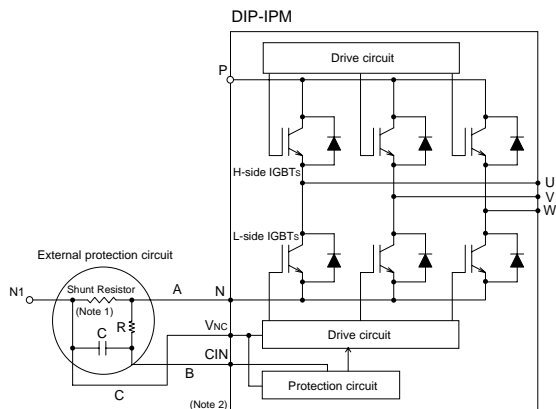 DIP-IPM
Drive circuit
P
H-side IGBTs
U
V
W
L-side IGBTs
External protection circuit
Shunt Resistor
A
N1
N
(Note 1)
R
C
VNC
Drive circuit
CIN
B
C
Protection circuit
(Note 2)